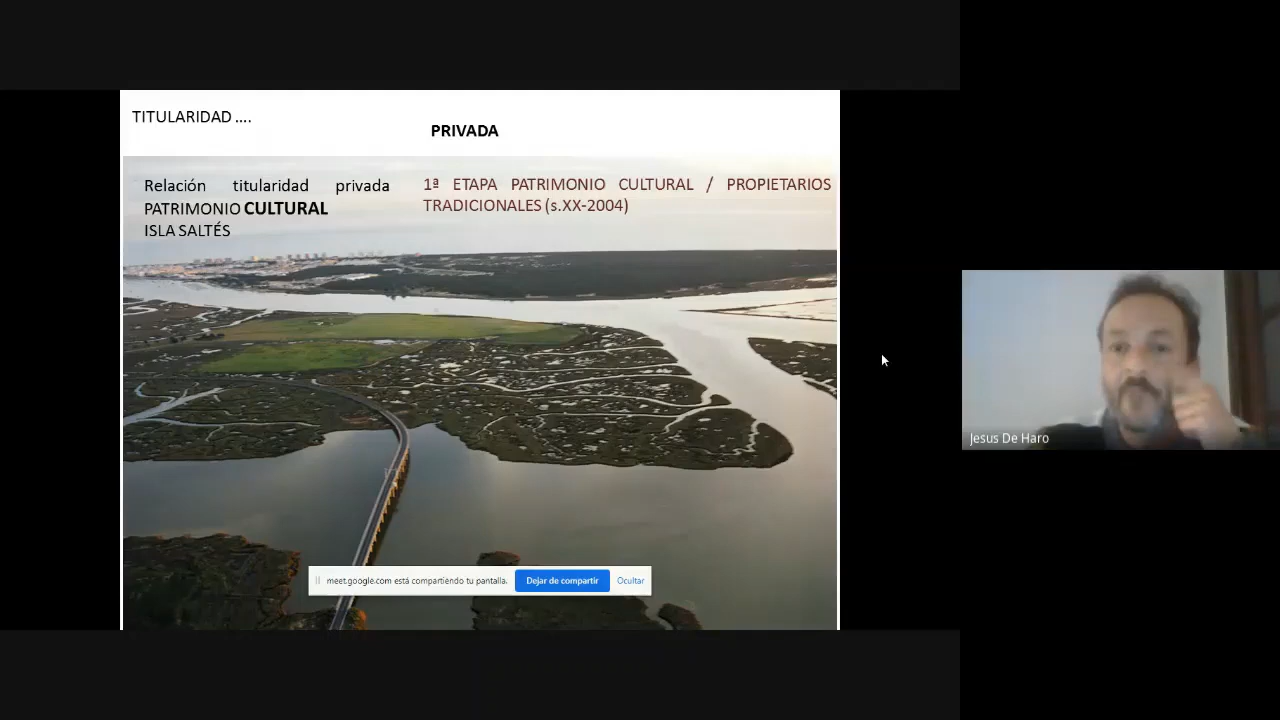 TITULARIDAD ....
PRIVADA
Relación titularidad privada
PATRIMONIO CULTURAL
ISLA SALTÉS
1ª ETAPA PATRIMONIO CULTURAL / PROPIETARIOS
TRADICIONALES (s.XX-2004)
meet.google.com está compartiendo tu pantalla.
Dejar de compartir
Ocultar
Jesus De Haro